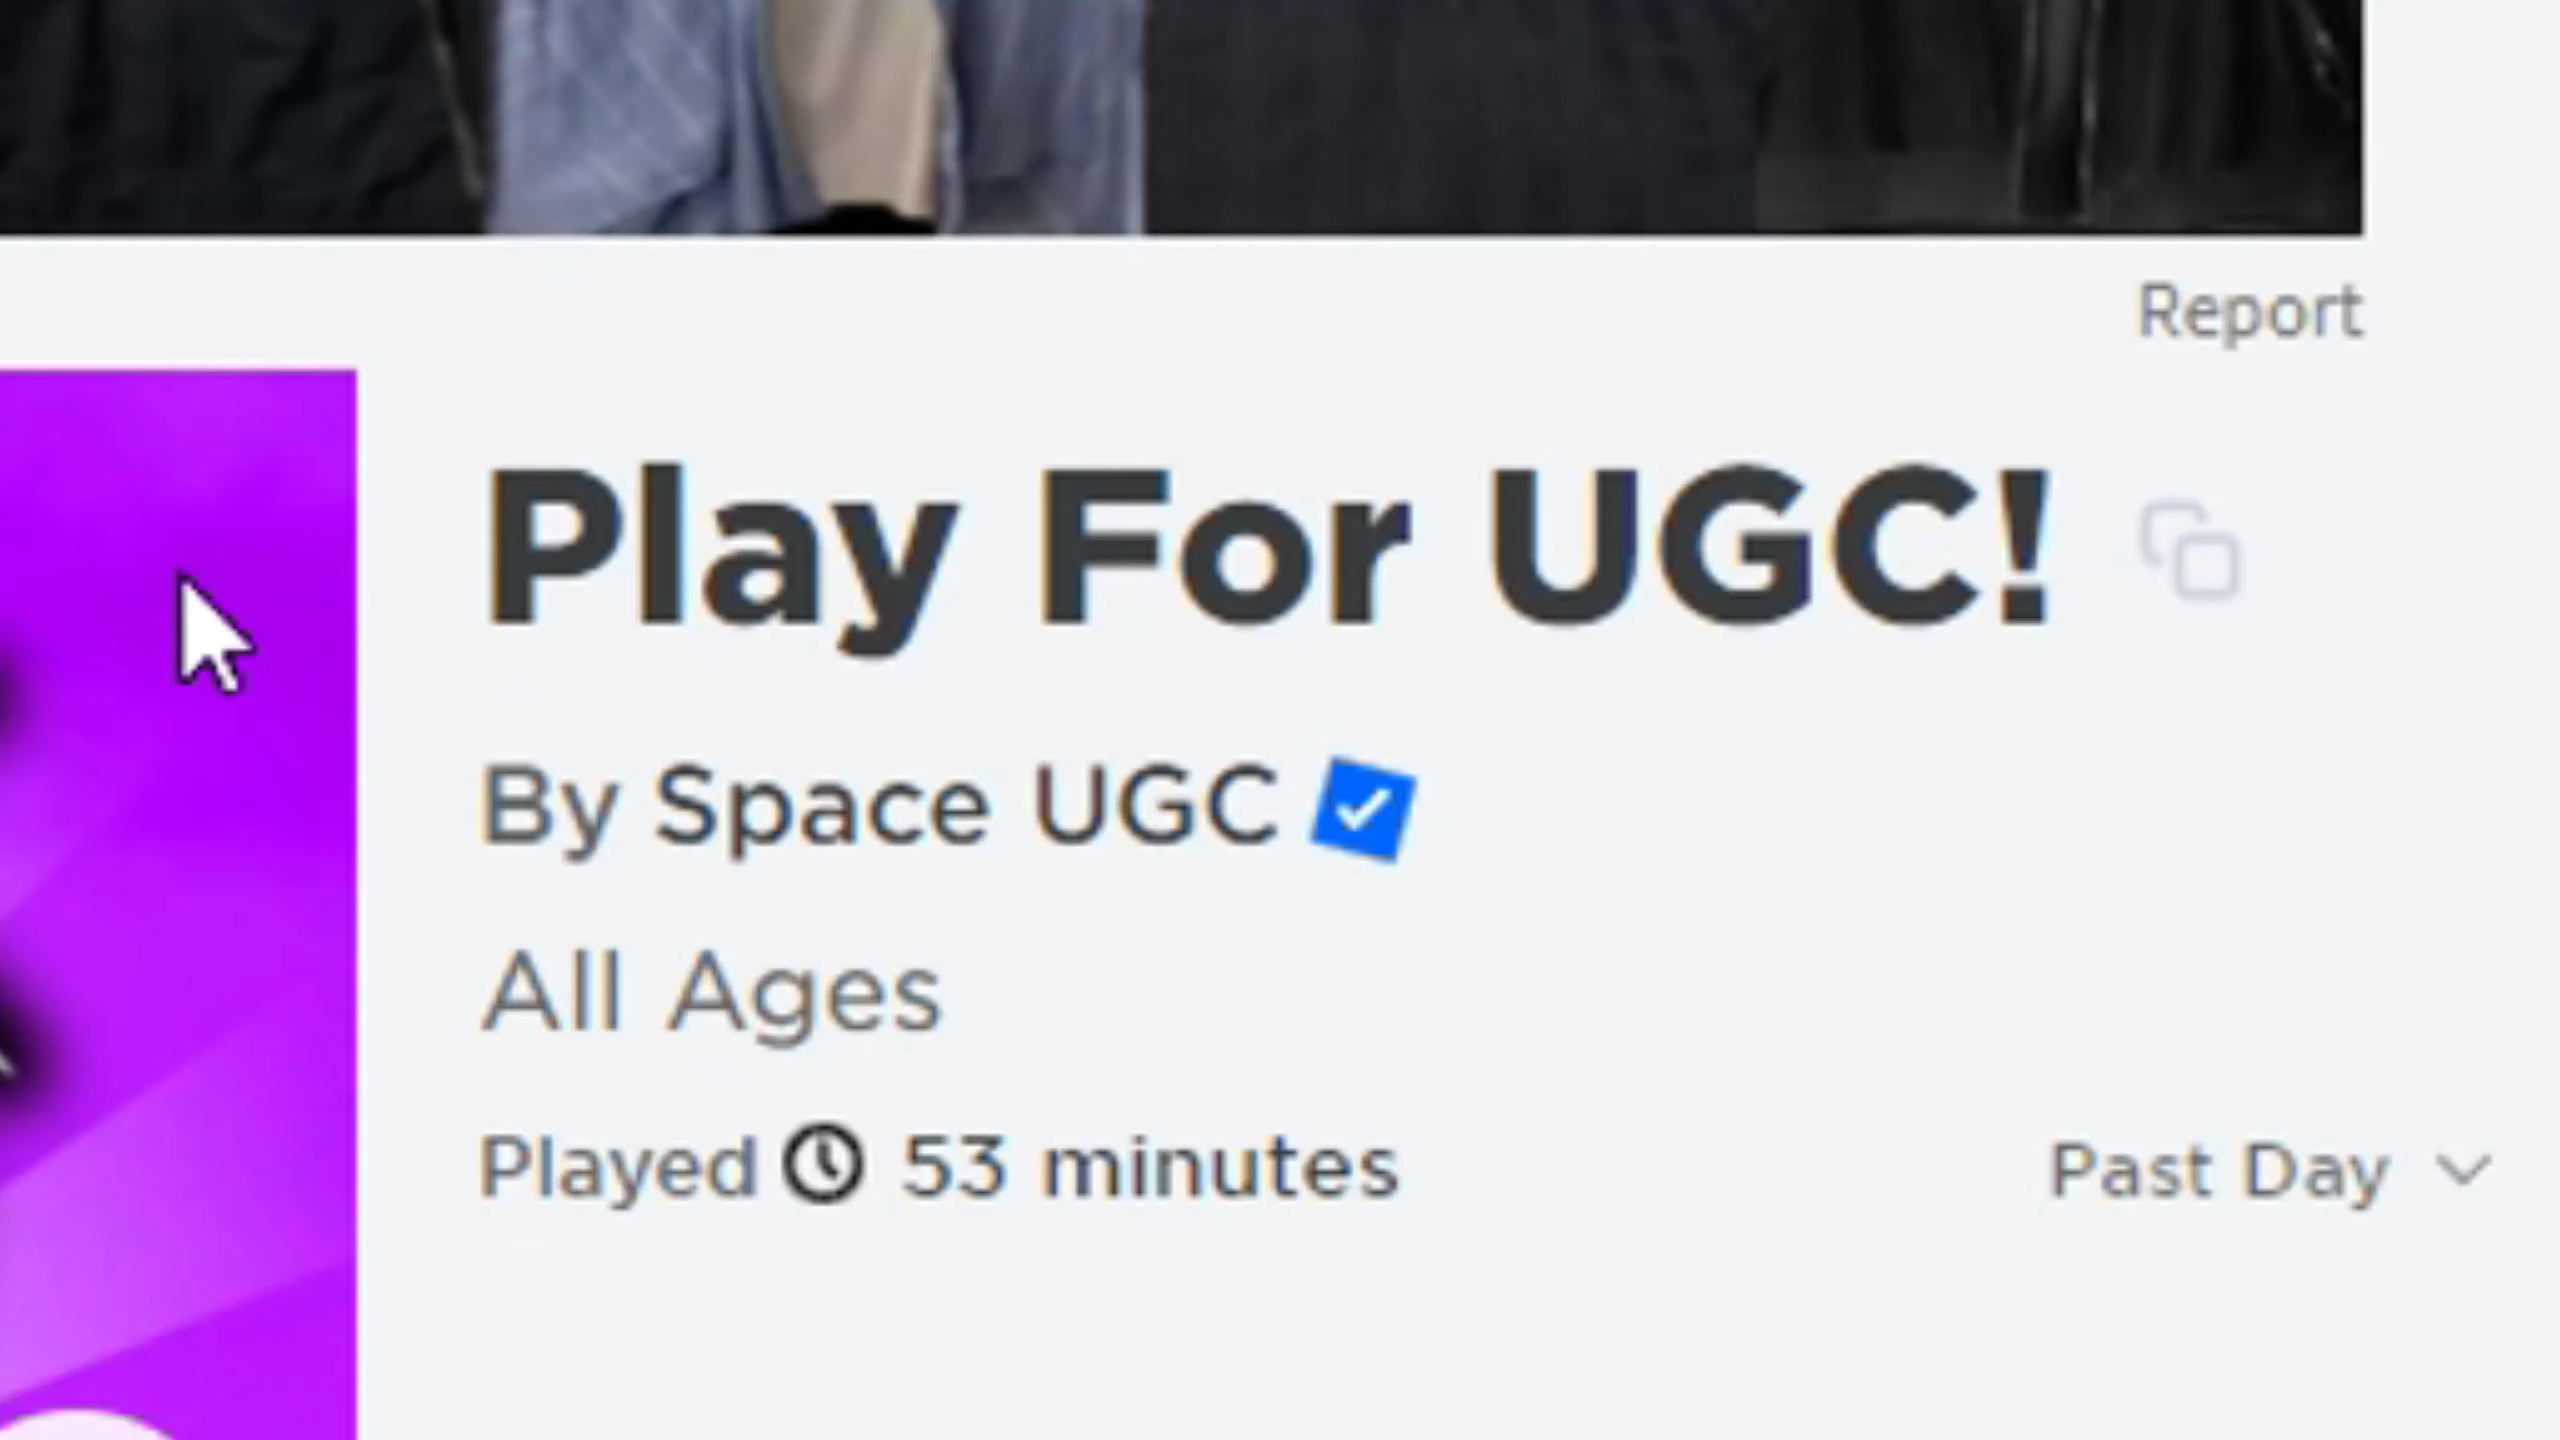 Report
Play For UGC!
By Space UGC
All Ages
Played 53 minutes
Past Day